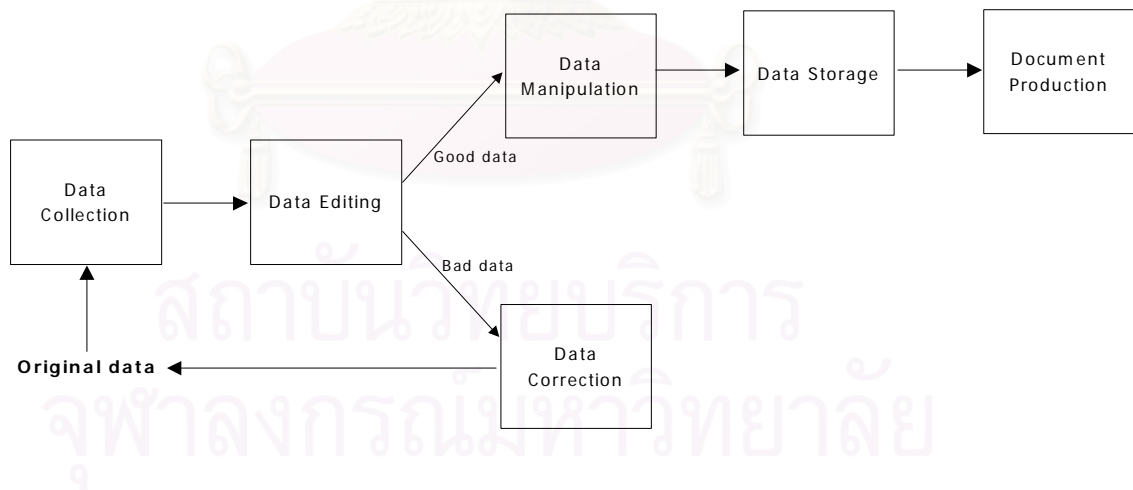 Data
Manipulation
Data Storage
Document
Production
Good data
Data
Collection
Data Editing
Bad data
สถาบันวิทยบริการ
Data
Correction
Original data
จุฬาลงกรณ์มหาวิทยาลัย